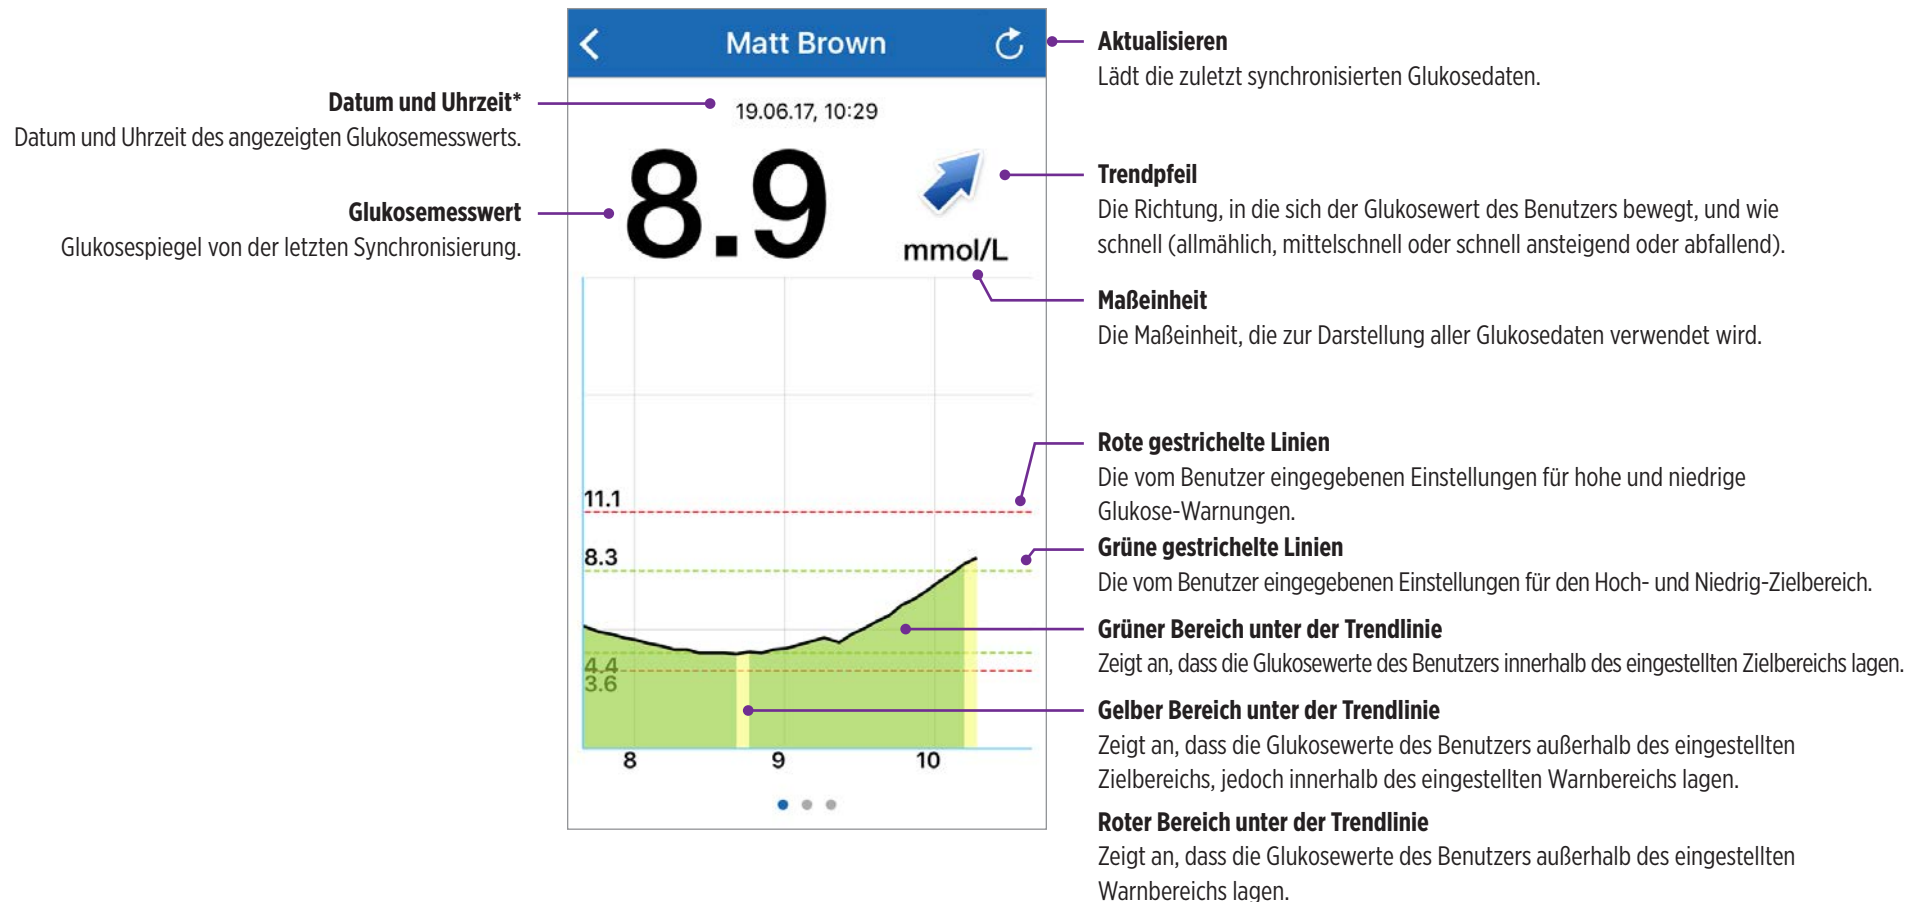 Matt Brown
19.06.17, 10:29
8.9
mmol/L
11.1
8.3
4.4
3.6
8 9 10
Datum und Uhrzeit*
Datum und Uhrzeit des angezeigten Glukosemesswerts.
Glukosemesswert
Glukosespiegel von der letzten Synchronisierung.
Aktualisieren
Lädt die zuletzt synchronisierten Glukosedaten.
Trendpfeil
Die Richtung, in die sich der Glukosewert des Benutzers bewegt, und wie
schnell (allmählich, mittelschnell oder schnell ansteigend oder abfallend).
Maßeinheit
Die Maßeinheit, die zur Darstellung aller Glukosedaten verwendet wird.
Rote gestrichelte Linien
Die vom Benutzer eingegebenen Einstellungen für hohe und niedrige
Glukose-Warnungen.
Grüne gestrichelte Linien
Die vom Benutzer eingegebenen Einstellungen für den Hoch- und Niedrig-Zielbereich.
Grüner Bereich unter der Trendlinie
Zeigt an, dass die Glukosewerte des Benutzers innerhalb des eingestellten Zielbereichs lagen.
Gelber Bereich unter der Trendlinie
Zeigt an, dass die Glukosewerte des Benutzers außerhalb des eingestellten
Zielbereichs, jedoch innerhalb des eingestellten Warnbereichs lagen.
Roter Bereich unter der Trendlinie
Zeigt an, dass die Glukosewerte des Benutzers außerhalb des eingestellten
Warnbereichs lagen.